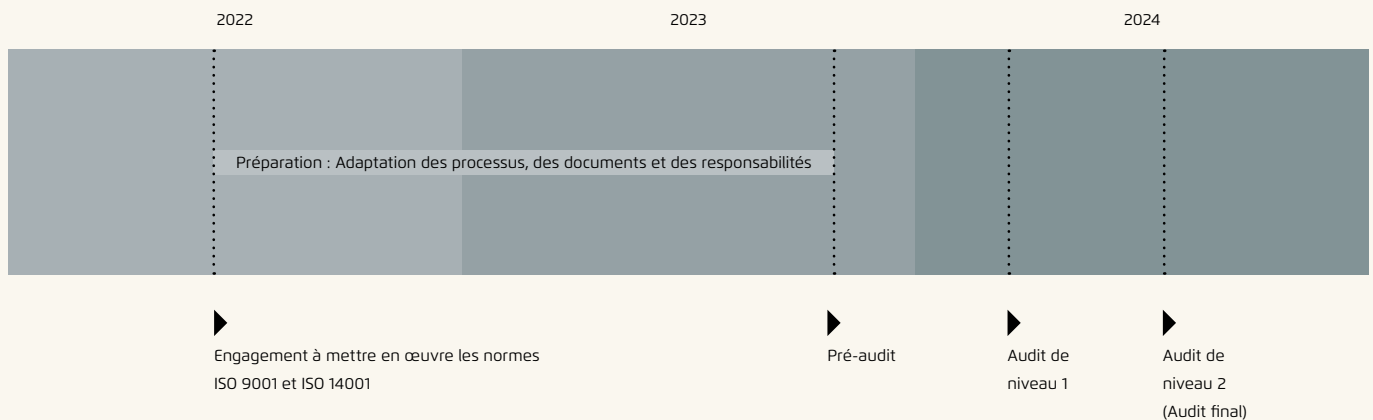 2022
2023
2024
Préparation : Adaptation des processus, des documents et des responsabilités
Engagement à mettre en œuvre les normes
ISO 9001 et ISO 14001
Pré-audit
Audit de
niveau 1
Audit de
niveau 2
(Audit final)